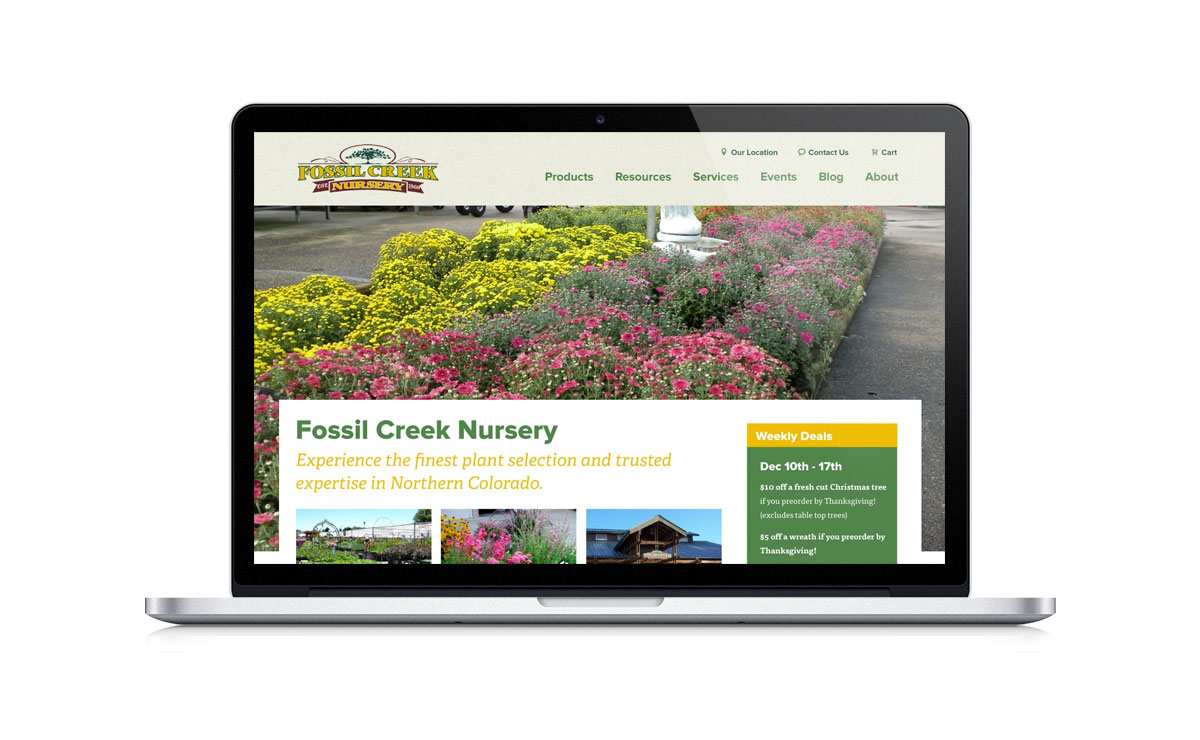 Our Location
Contact Us
Cart
FOSSIL CREEK
EST NURSERY 1968
Products
Resources
Services
Events
Blog
About
Fossil Creek Nursery
Experience the finest plant selection and trusted
expertise in Northern Colorado.
Weekly Deals
Dec 10th - 17th
$10 off a fresh cut Christmas tree
if you preorder by Thanksgiving!
(excludes table top trees)
$5 off a wreath if you preorder by
Thanksgiving!